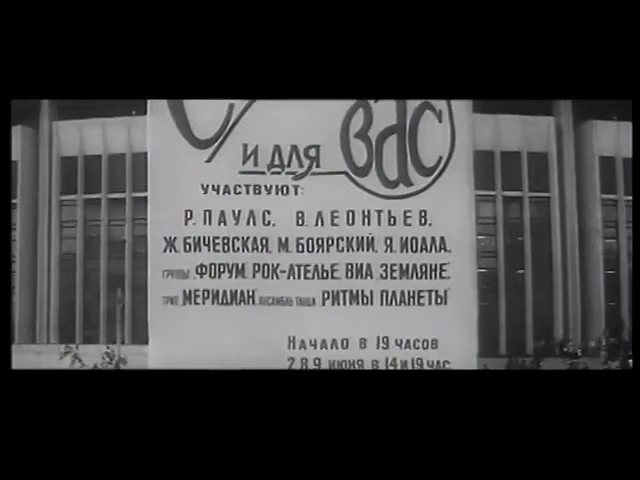 С
и для вас
УЧАСТВУЮТ:
Р. ПАУЛС, В. ЛЕОНТЬЕВ,
Ж. БИЧЕВСКАЯ, М. БОЯРСКИЙ, Я. ЙОАЛА,
ГРУППЫ „ФОРУМ", РОК-АТЕЛЬЕ, ВИА „ЗЕМЛЯНЕ"
ТРИО „МЕРИДИАН", АНСАМБЛЬ ТАНЦА „РИТМЫ ПЛАНЕТЫ"
НАЧАЛО В 19 ЧАСОВ
2,8,9 ИЮНЯ В 14 И 19 ЧАС